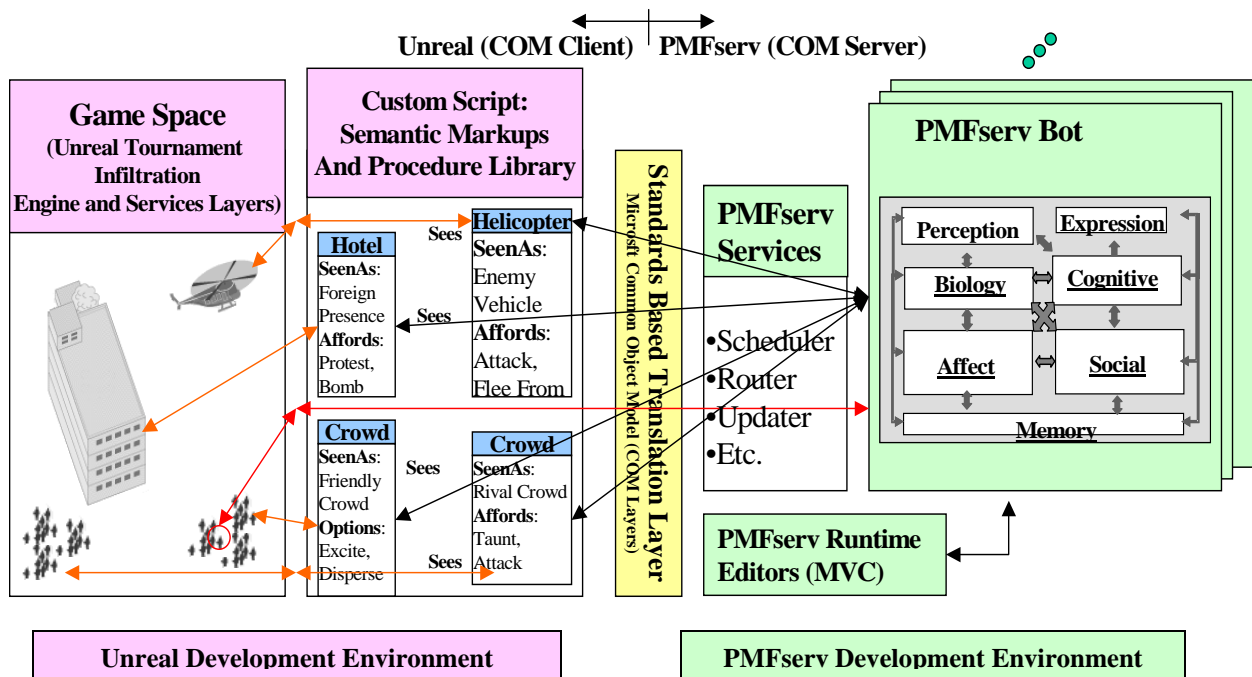 Unreal (COM Client)
PMFserv (COM Server)
Game Space
(Unreal Tournament
Infiltration
Engine and Services Layers)
Custom Script:
Semantic Markups
And Procedure Library
Hotel
SeenAs:
Foreign
Presence
Affords:
Protest,
Bomb
Sees
Helicopter
SeenAs:
Enemy
Vehicle
Affords:
Attack,
Flee From
Sees
Crowd
SeenAs:
Friendly
Crowd
Options:
Excite,
Disperse
Sees
Crowd
SeenAs:
Rival Crowd
Affords:
Taunt,
Attack
Sees
Standards Based Translation Layer
Microsft Common Object Model (COM Layers)
PMFserv
Services
•Scheduler
•Router
•Updater
•Etc.
PMFserv Bot
Perception
Expression
Biology
Cognitive
Affect
Social
Memory
PMFserv Runtime
Editors (MVC)
Unreal Development Environment
PMFserv Development Environment